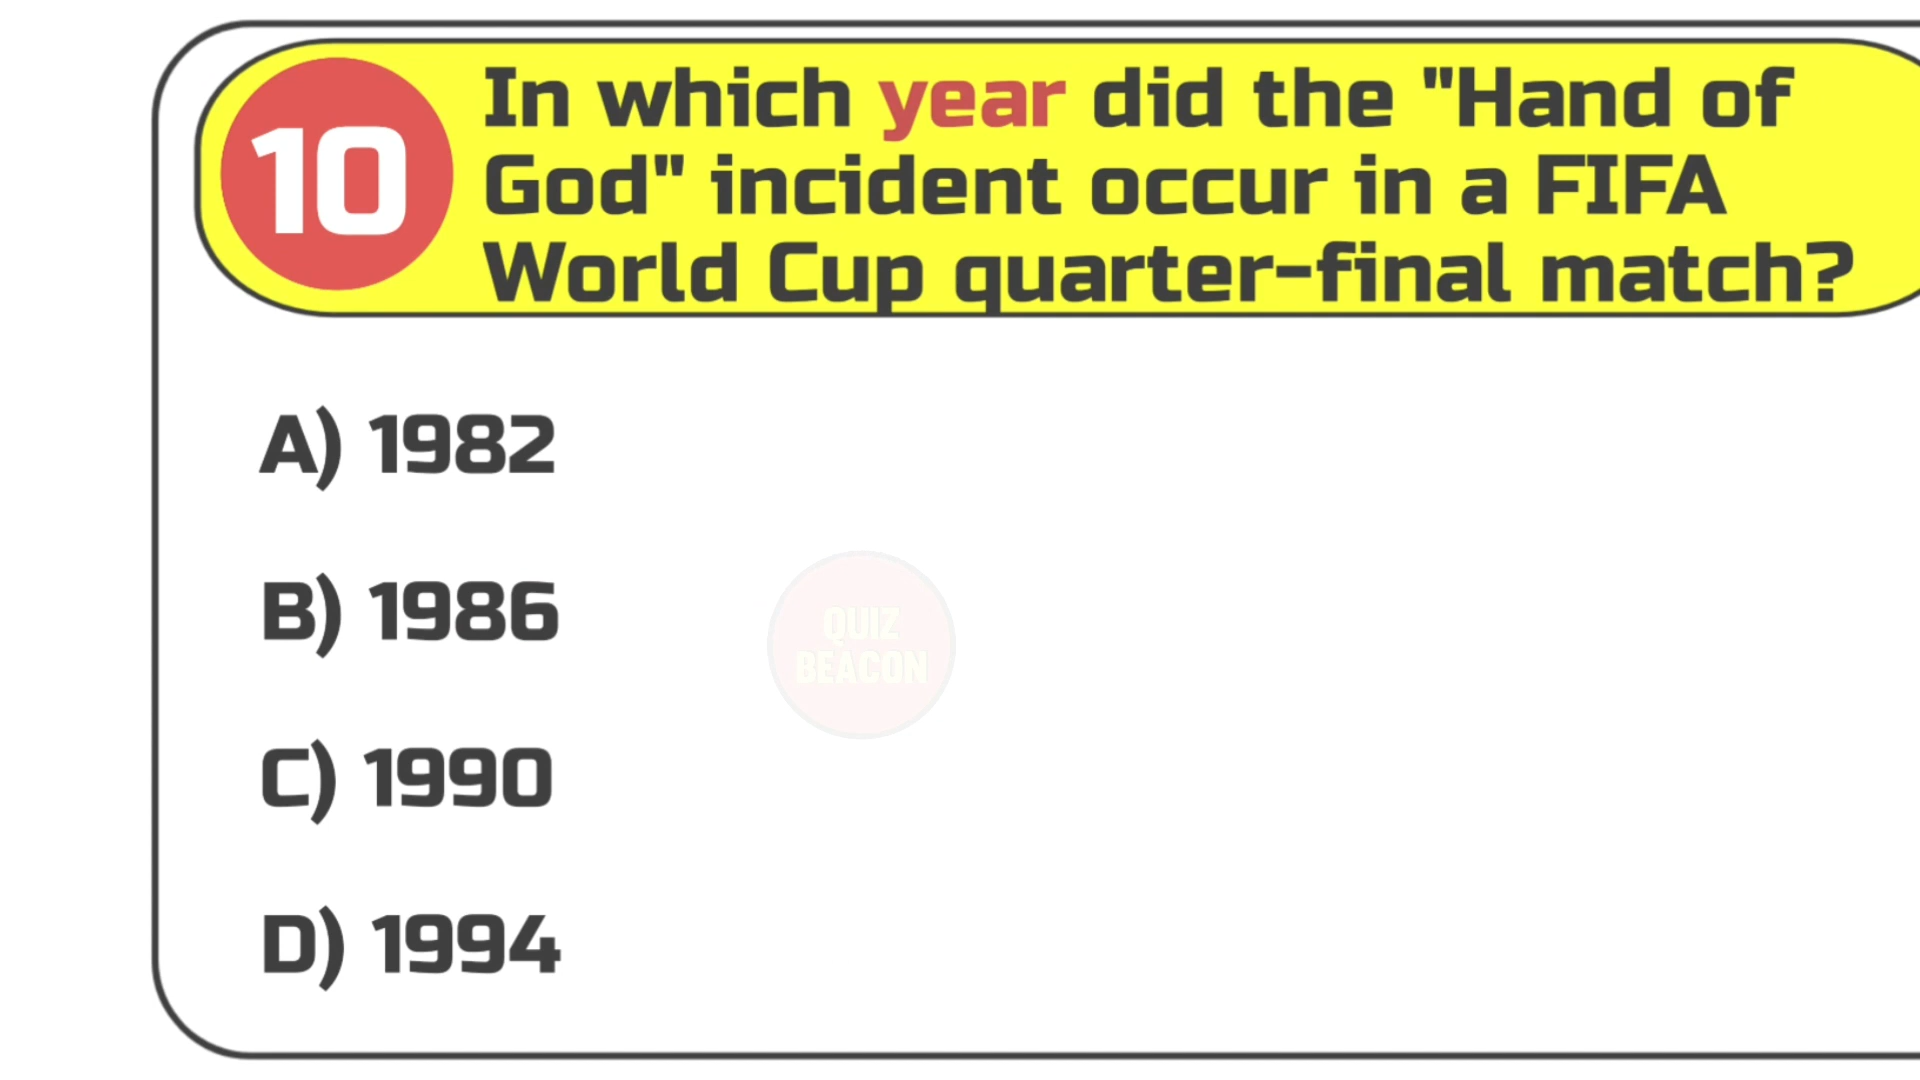 10
In which year did the "Hand of
God" incident occur in a FIFA
World Cup quarter-final match?
A) 1982
B) 1986
QUIZ
BEACON
C) 1990
D) 1994